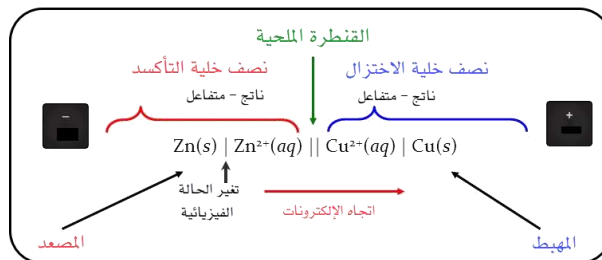 القنطرة الملحية
نصف خلية الاختزال
نصف خلية التأكسد
ناتج – متفاعل
ناتج – متفاعل
+
−
Zn(s) | Zn²⁺(aq) || Cu²⁺(aq) | Cu(s)
تغير الحالة
الفيزيائية
اتجاه الإلكترونات
المهبط
المصعد